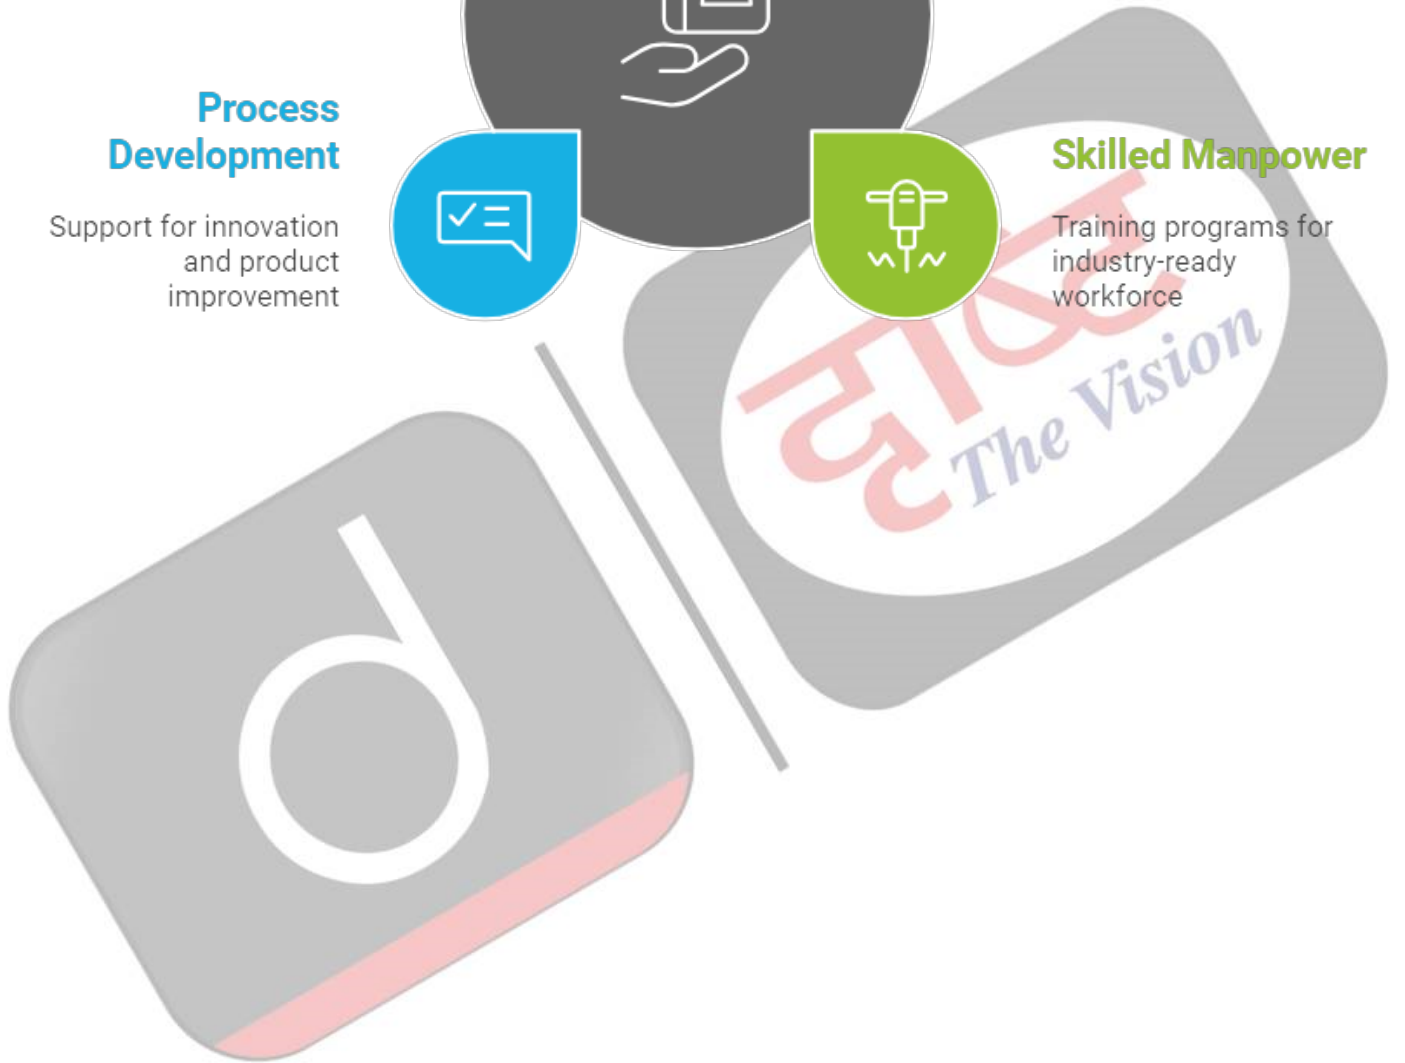 Process
Development
Support for innovation
and product
improvement
Skilled Manpower
Training programs for
industry-ready
workforce
दृष्टि
The Vision
d